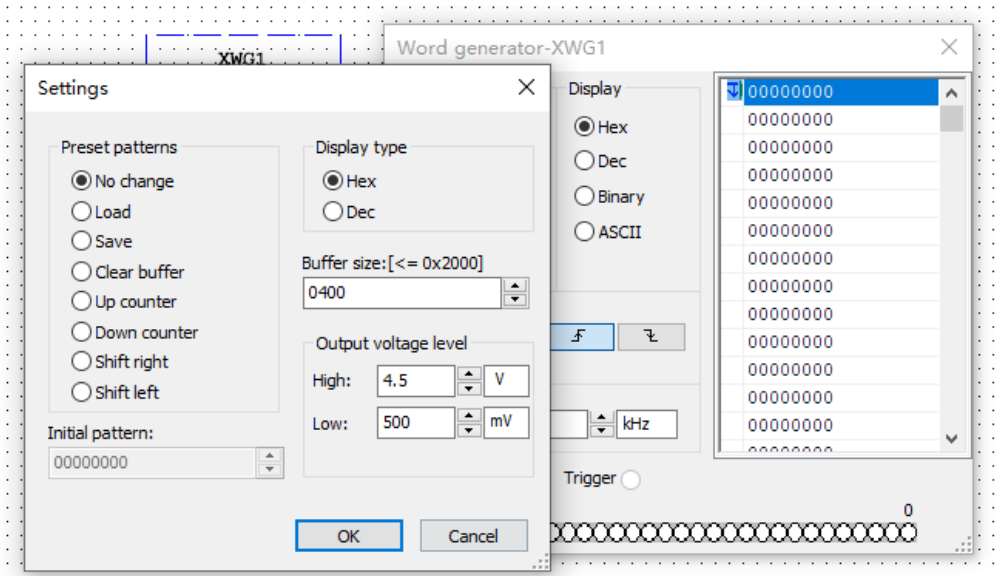 XWG1
Word generator-XWG1
Settings
Preset patterns
No change
Load
Save
Clear buffer
Up counter
Down counter
Shift right
Shift left
Initial pattern:
00000000
Display type
Hex
Dec
Buffer size:[<= 0x2000]
0400
Output voltage level
High: 4.5 V
Low: 500 mV
OK Cancel
Display
Hex
Dec
Binary
ASCII
kHz
Trigger
0
00000000
00000000
00000000
00000000
00000000
00000000
00000000
00000000
00000000
00000000
00000000
00000000
00000000